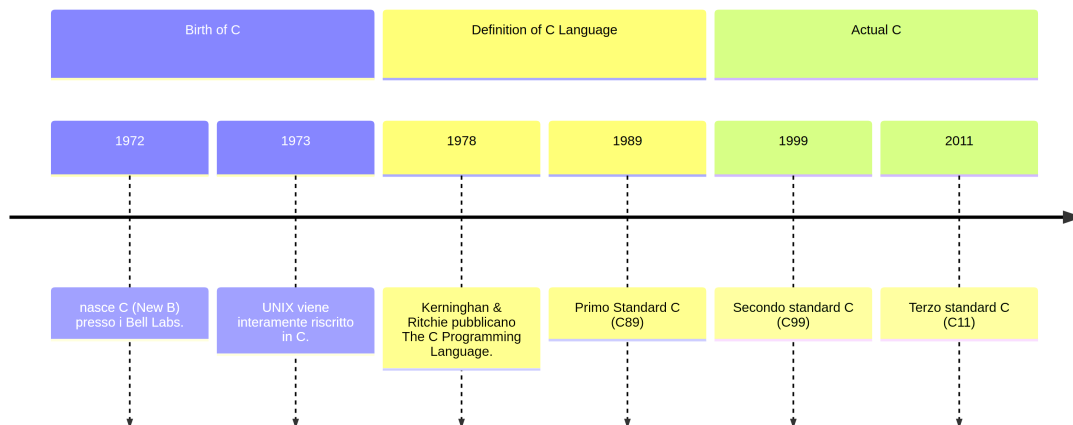 Birth of C
Definition of C Language
Actual C
1972
1973
1978
1989
1999
2011
nasce C (New B)
presso i Bell Labs.
UNIX viene
interamente riscritto
in C.
Kerninghan &
Ritchie pubblicano
The C Programming
Language.
Primo Standard C
(C89)
Secondo standard C
(C99)
Terzo standard C
(C11)